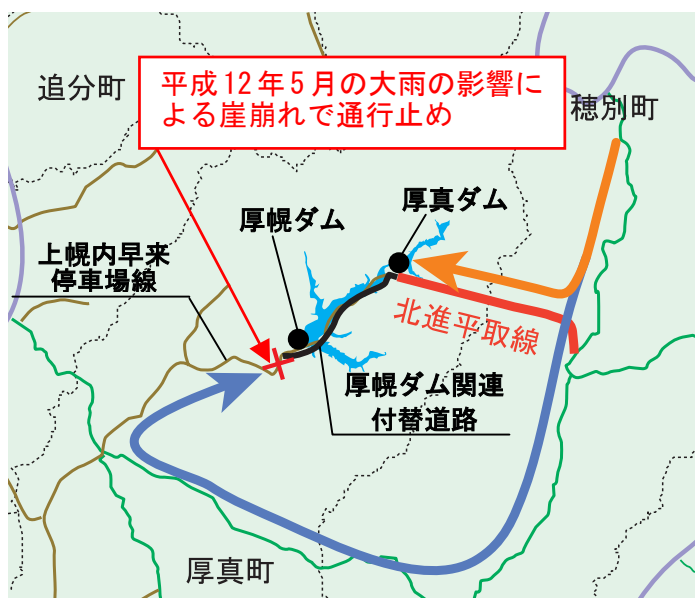 追分町
平成12年5月の大雨の影響に
よる崖崩れで通行止め
穂別町
厚真ダム
厚幌ダム
上幌内早来
停車場線
北進平取線
厚幌ダム関連
付替道路
厚真町